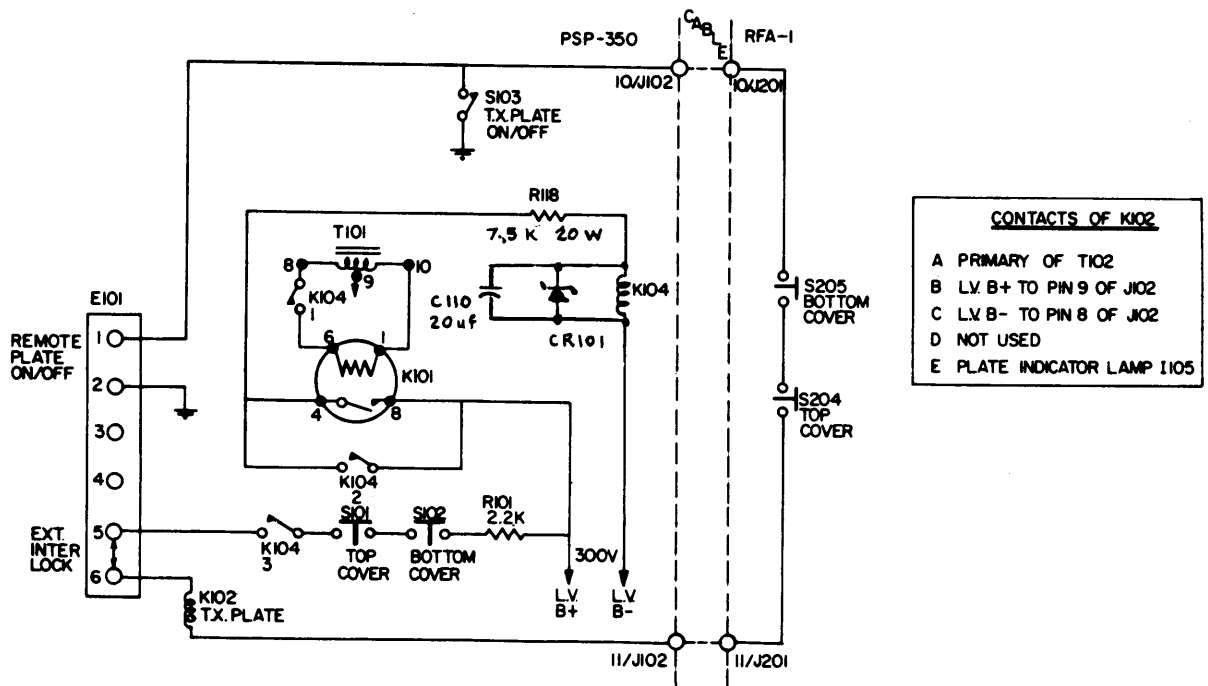 PSP-350
CABLE
RFA-1
10/J102
10/J201
S103
T.X. PLATE
ON/OFF
R118
7.5 K 20 W
T101
8
9
10
K104
1
C110
20uf
CR101
K104
6
1
K101
4
8
K104
2
E101
REMOTE
PLATE
ON/OFF
1
2
3
4
5
6
EXT.
INTER
LOCK
K104
3
S101
TOP
COVER
S102
BOTTOM
COVER
R101
2.2K
300V
L.V.
B+
L.V.
B-
K102
T.X. PLATE
11/J102
11/J201
S205
BOTTOM
COVER
S204
TOP
COVER
CONTACTS OF K102
A PRIMARY OF T102
B L.V. B+ TO PIN 9 OF J102
C L.V. B- TO PIN 8 OF J102
D NOT USED
E PLATE INDICATOR LAMP I105